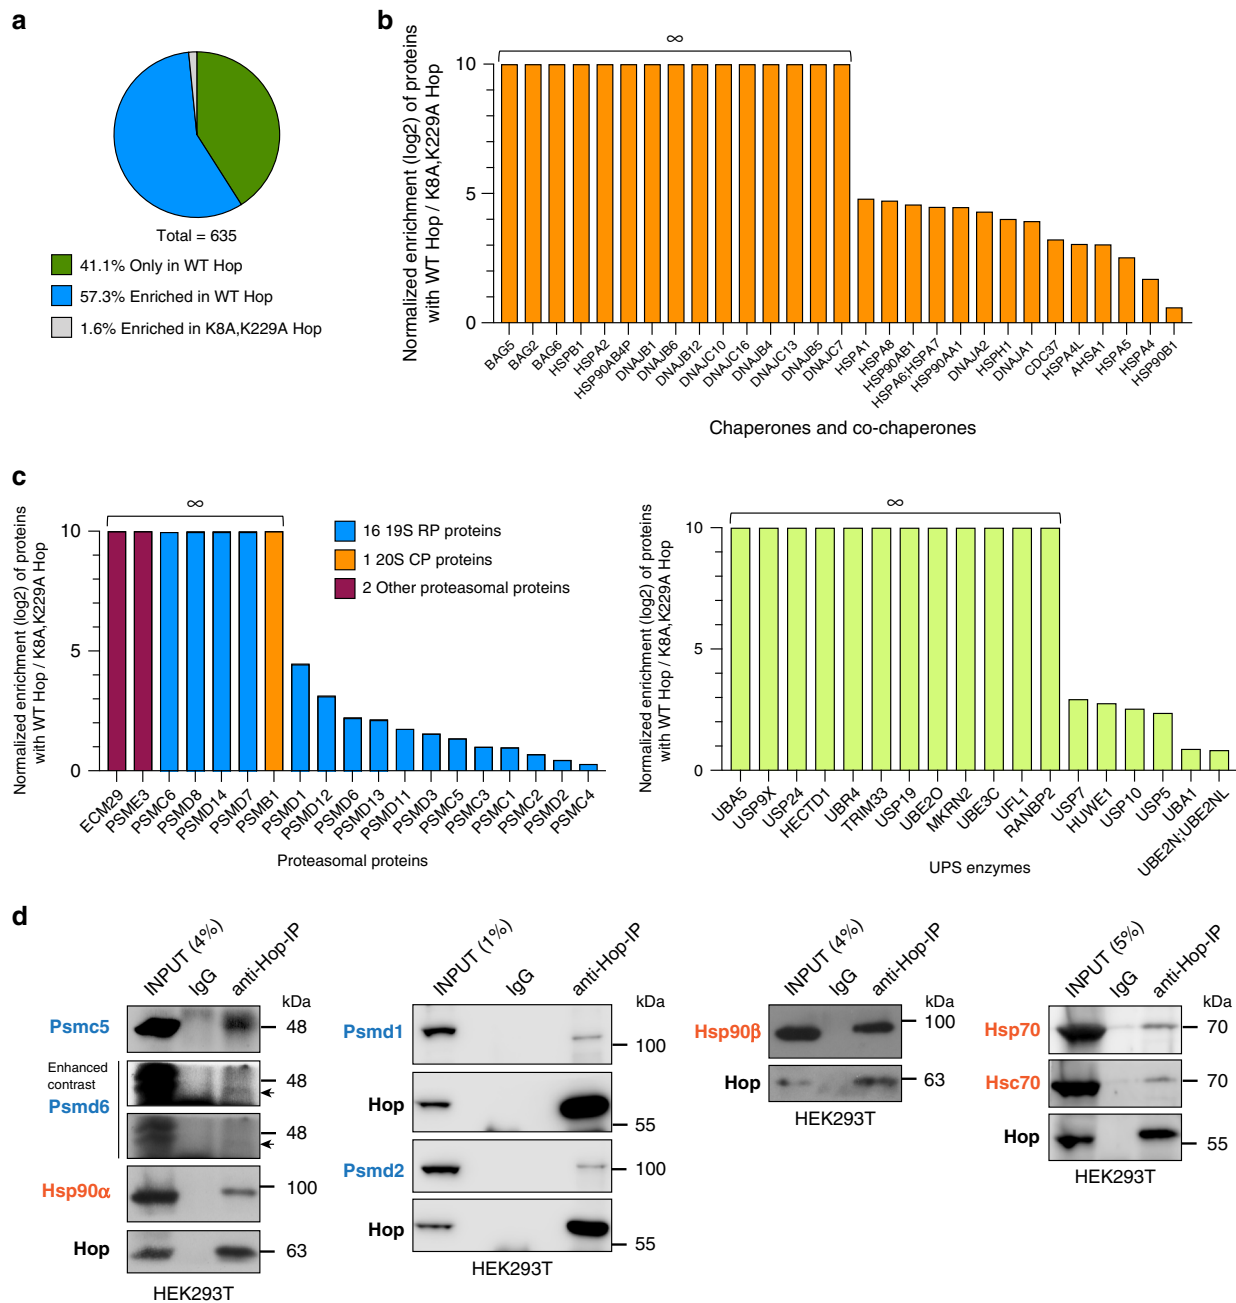 a
Total = 635
41.1% Only in WT Hop
57.3% Enriched in WT Hop
1.6% Enriched in K8A,K229A Hop
b
Normalized enrichment (log2) of proteins
with WT Hop / K8A,K229A Hop
∞
10
5
0
BAG5
BAG2
BAG6
HSPB1
HSPA2
HSP90AB4P
DNAJB1
DNAJB6
DNAJB12
DNAJC10
DNAJC16
DNAJB4
DNAJC13
DNAJB5
DNAJC7
HSPA1
HSPA8
HSP90AB1
HSPA6;HSPA7
HSP90AA1
DNAJA2
HSPH1
DNAJA1
CDC37
HSPA4L
AHSA1
HSPA5
HSPA4
HSP90B1
Chaperones and co-chaperones
c
Normalized enrichment (log2) of proteins
with WT Hop / K8A,K229A Hop
∞
10
5
0
16 19S RP proteins
1 20S CP proteins
2 Other proteasomal proteins
ECM29
PSME3
PSMC6
PSMD8
PSMD14
PSMD7
PSMB1
PSMD1
PSMD12
PSMD6
PSMD13
PSMD11
PSMD3
PSMC5
PSMC3
PSMC1
PSMC2
PSMD2
PSMC4
Proteasomal proteins
Normalized enrichment (log2) of proteins
with WT Hop / K8A,K229A Hop
∞
10
5
0
UBA5
USP9X
USP24
HECTD1
UBR4
TRIM33
USP19
UBE2O
MKRN2
UBE3C
UFL1
RANBP2
USP7
HUWE1
USP10
USP5
UBA1
UBE2N;UBE2NL
UPS enzymes
d
INPUT (4%)
IgG
anti-Hop-IP
kDa
Psmc5
48
Enhanced
contrast
Psmd6
48
48
Hsp90α
100
Hop
63
HEK293T
INPUT (1%)
IgG
anti-Hop-IP
kDa
Psmd1
100
Hop
55
Psmd2
100
Hop
55
HEK293T
INPUT (4%)
IgG
anti-Hop-IP
kDa
Hsp90β
100
Hop
63
HEK293T
INPUT (5%)
IgG
anti-Hop-IP
kDa
Hsp70
70
Hsc70
70
Hop
55
HEK293T